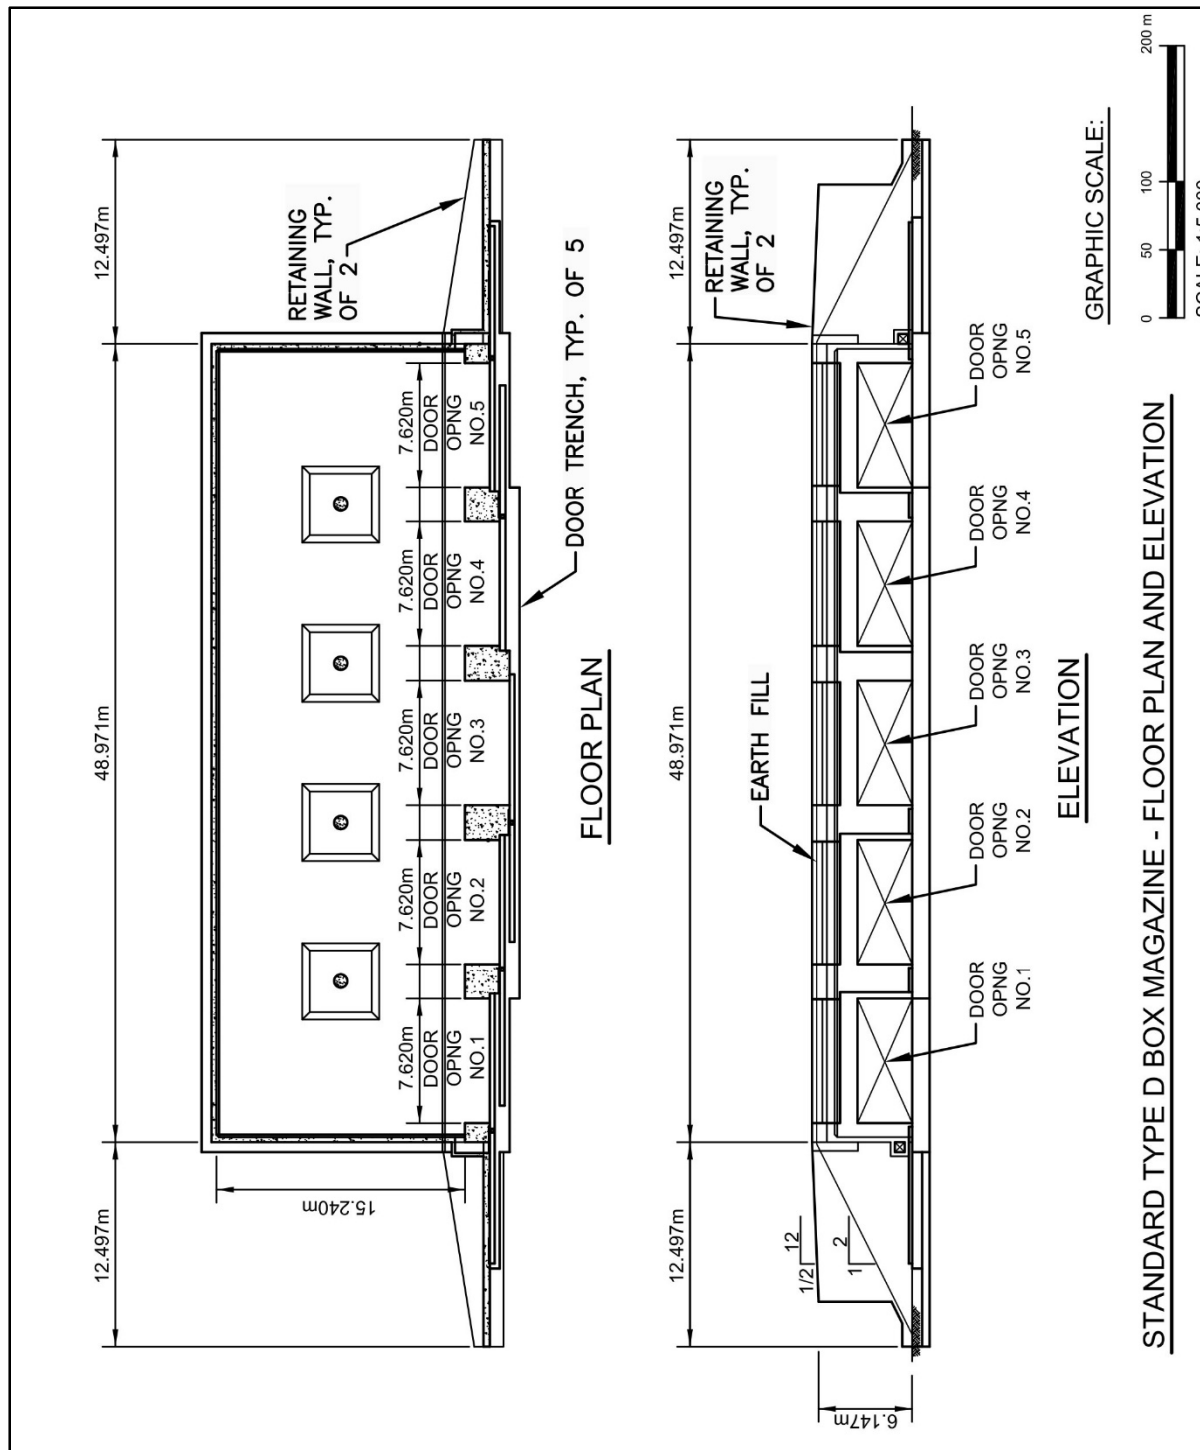 12.497m
48.971m
12.497m
15.240m
RETAINING
WALL, TYP.
OF 2
7.620m
DOOR
OPNG
NO.1
7.620m
DOOR
OPNG
NO.2
7.620m
DOOR
OPNG
NO.3
7.620m
DOOR
OPNG
NO.4
7.620m
DOOR
OPNG
NO.5
DOOR TRENCH, TYP. OF 5
FLOOR PLAN
12.497m
48.971m
12.497m
RETAINING
WALL, TYP.
OF 2
EARTH FILL
12
1/2
2
1
6.147m
DOOR
OPNG
NO.1
DOOR
OPNG
NO.2
DOOR
OPNG
NO.3
DOOR
OPNG
NO.4
DOOR
OPNG
NO.5
ELEVATION
GRAPHIC SCALE:
0 50 100 200 m
STANDARD TYPE D BOX MAGAZINE - FLOOR PLAN AND ELEVATION